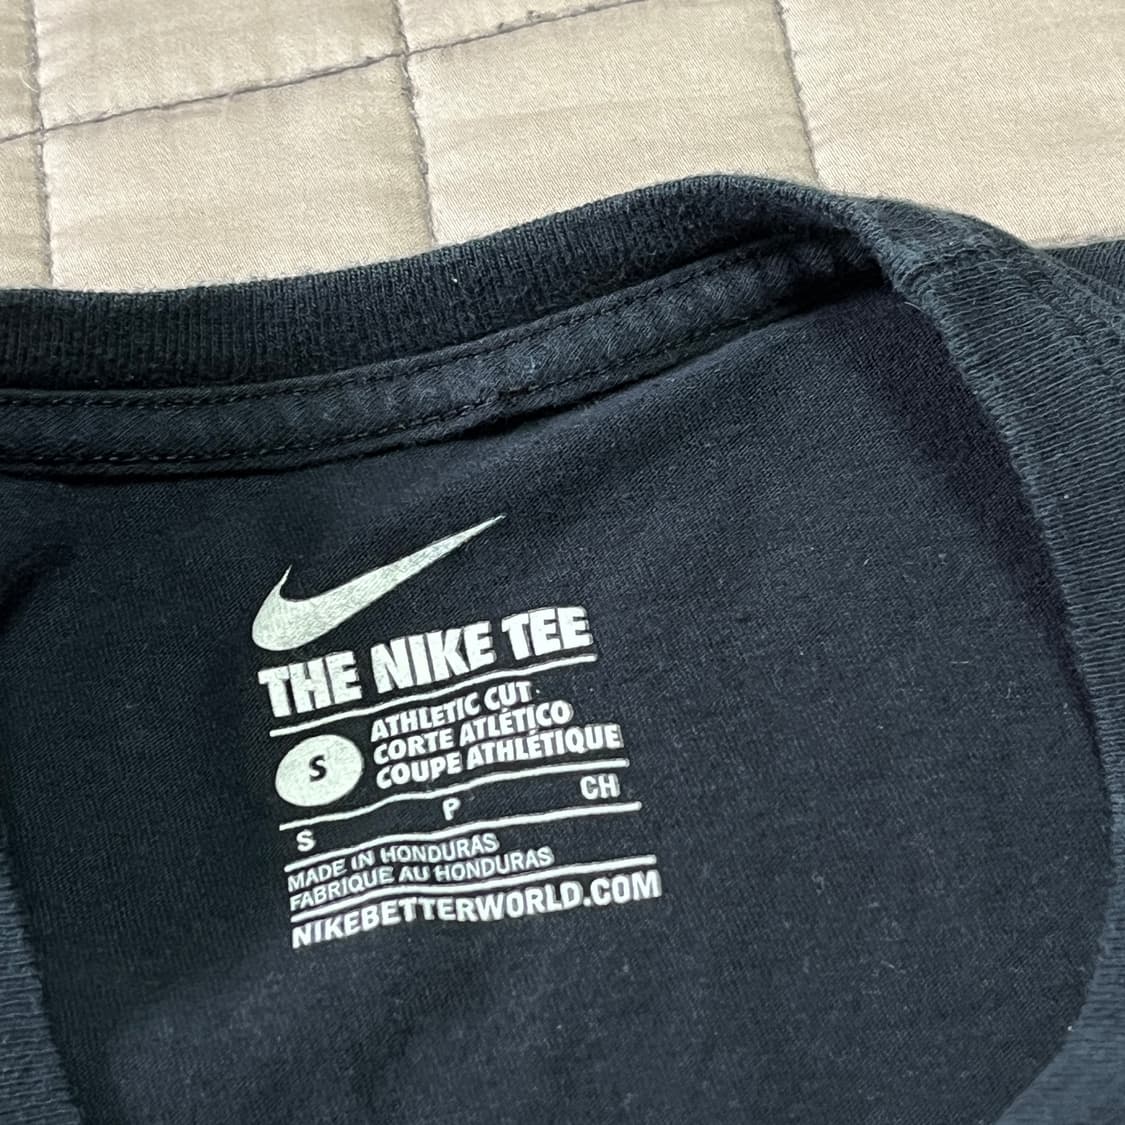 THE NIKE TEE
S
ATHLETIC CUT
CORTE ATLÉTICO
COUPE ATHLÉTIQUE
S P CH
MADE IN HONDURAS
FABRIQUE AU HONDURAS
NIKEBETTERWORLD.COM